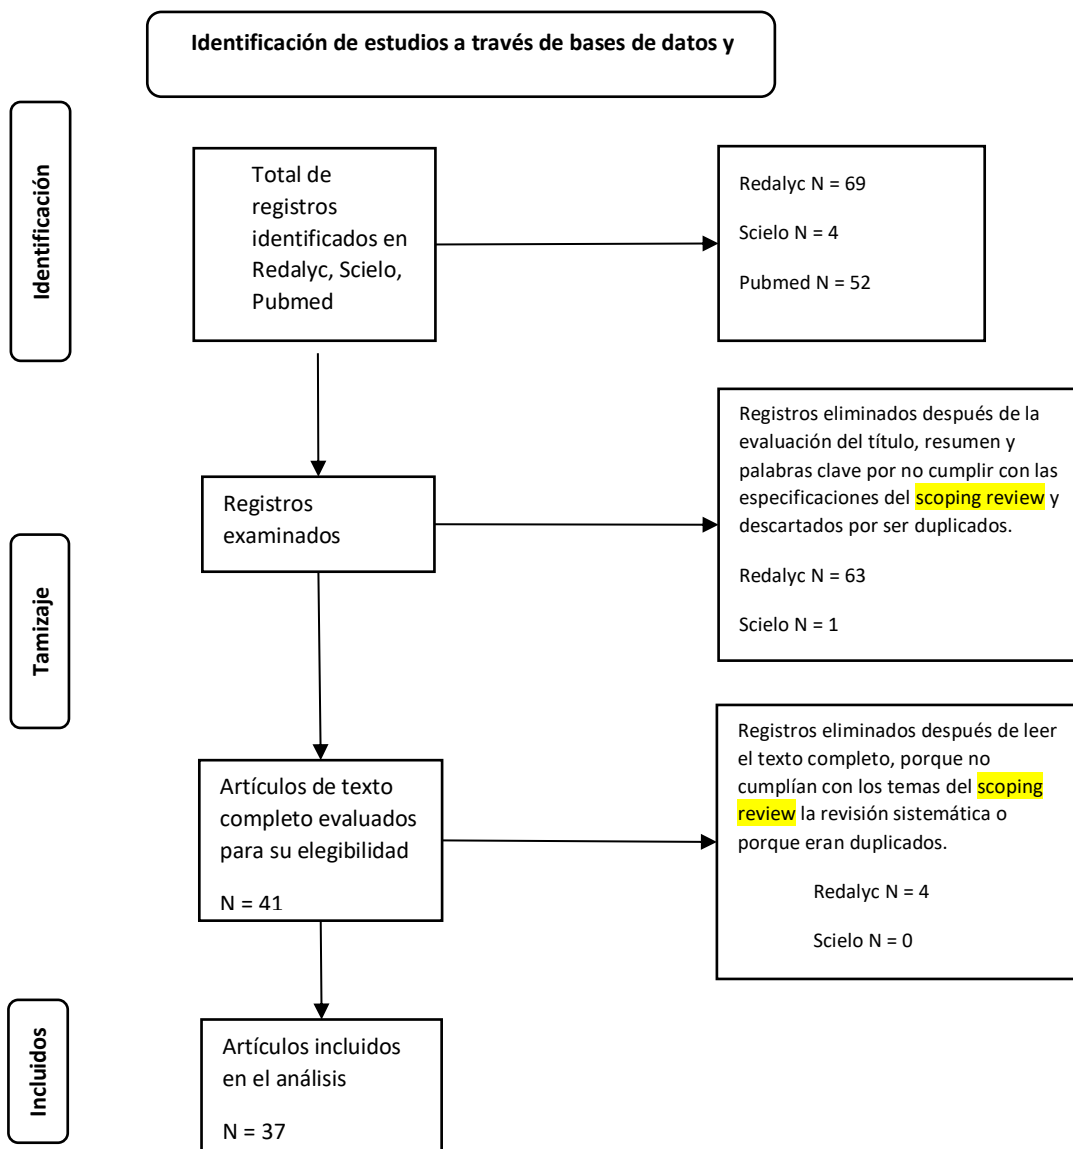 Identificación de estudios a través de bases de datos y
Identificación
Total de
registros
identificados en
Redalyc, Scielo,
Pubmed
Redalyc N = 69
Scielo N = 4
Pubmed N = 52
Registros eliminados después de la
evaluación del título, resumen y
palabras clave por no cumplir con las
especificaciones del scoping review y
descartados por ser duplicados.
Redalyc N = 63
Scielo N = 1
Registros
examinados
Tamizaje
Registros eliminados después de leer
el texto completo, porque no
cumplían con los temas del scoping
review la revisión sistemática o
porque eran duplicados.
Redalyc N = 4
Scielo N = 0
Artículos de texto
completo evaluados
para su elegibilidad
N = 41
Incluidos
Artículos incluidos
en el análisis
N = 37